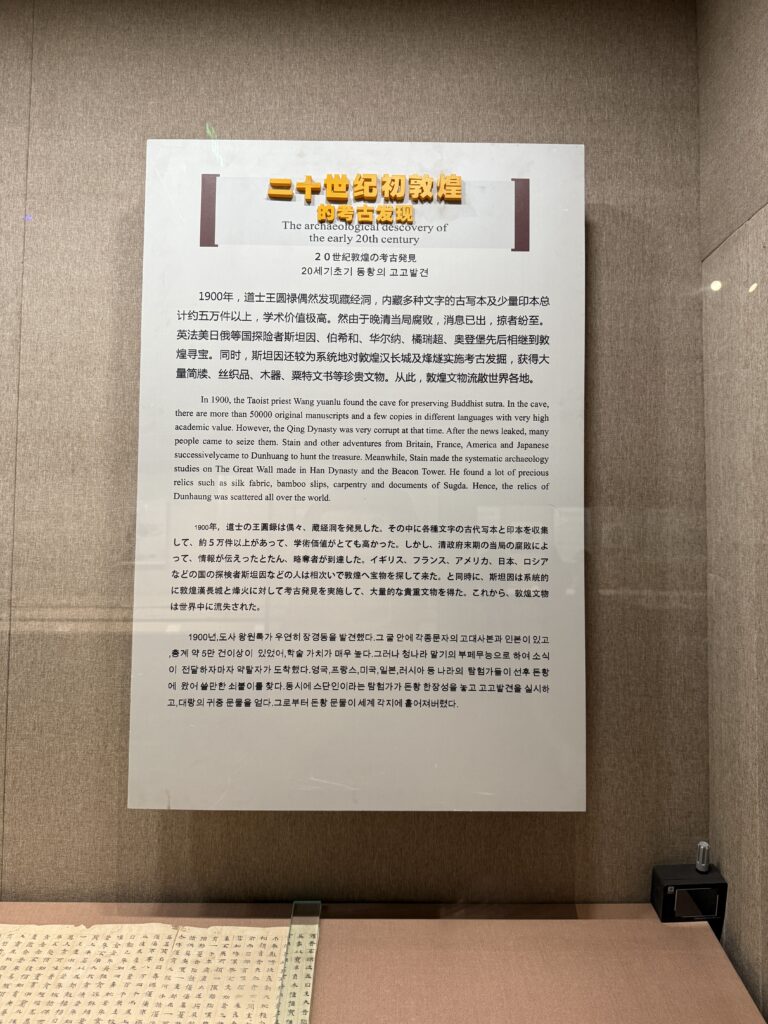 二十世纪初敦煌
的考古发现
The archaeological descovery of
the early 20th century
２０世紀敦煌の考古発見
20세기초기 동황의 고고발견
1900年，道士王圆禄偶然发现藏经洞，内藏多种文字的古写本及少量印本总
计约五万件以上，学术价值极高。然由于晚清当局腐败，消息已出，掠者纷至。
英法美日俄等国探险者斯坦因、伯希和、华尔纳、橘瑞超、奥登堡先后相继到敦
煌寻宝。同时，斯坦因还较为系统地对敦煌汉长城及烽燧实施考古发掘，获得大
量简牍、丝织品、木器、粟特文书等珍贵文物。从此，敦煌文物流散世界各地。
In 1900, the Taoist priest Wang yuanlu found the cave for preserving Buddhist sutra. In the cave,
there are more than 50000 original manuscripts and a few copies in different languages with very high
academic value. However, the Qing Dynasty was very corrupt at that time. After the news leaked, many
people came to seize them. Stain and other adventures from Britain, France, America and Japanese
successivelycame to Dunhuang to hunt the treasure. Meanwhile, Stain made the systematic archaeology
studies on The Great Wall made in Han Dynasty and the Beacon Tower. He found a lot of precious
relics such as silk fabric, bamboo slips, carpentry and documents of Sugda. Hence, the relics of
Dunhaung was scattered all over the world.
1900年，道士の王圓録は偶々、蔵経洞を発見した、その中に各種文字の古代写本と印本を収集
して、約５万件以上があって、学術価値がとても高かった。しかし、清政府末期の当局の腐敗によ
って、情報が伝えったとたん、略奪者が到達した。イギリス、フランス、アメリカ、日本、ロシア
などの国の探検者斯坦因などの人は相次いで敦煌へ宝物を探して来た。と同時に、斯坦因は系統的
に敦煌漢長城と烽火に対して考古発見を実施して、大量的な貴重文物を得た。これから、敦煌文物
は世界中に流失された。
1900년,도사 왕원록가 우연히 장경동을 발견했다.그 굴 안에 각종문자의 고대사본과 인본이 있고
,총계 약 5만 건이상이 있었어,학술 가치가 매우 높다.그러나 청나라 말기의 부패무능으로 하여 소식
이 전달하자마자 약탈자가 도착했다.영국,프랑스,미국,일본,러시아 등 나라의 탐험가들이 선후 돈황
에 왔어 쓸만한 쇠붙이를 찾다.동시에 스단인이라는 탐험가가 돈황 한장성을 놓고 고고발견을 실시하
고,대량의 귀중 문물을 얻다.그로부터 돈황 문물이 세계 각지에 흩어져버렸다.